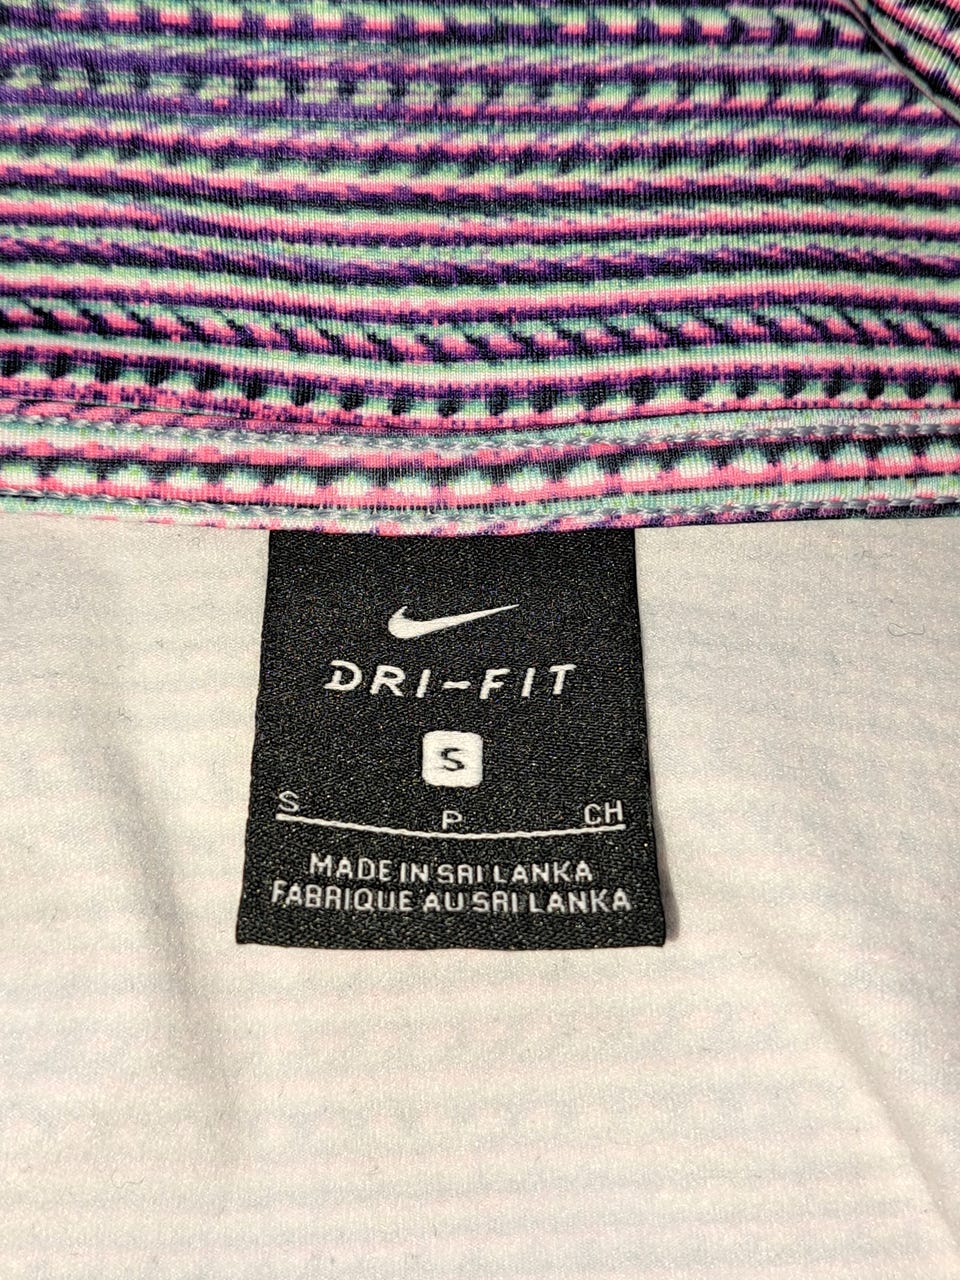 DRI-FIT
S
S P CH
MADE IN SRI LANKA
FABRIQUE AU SRI LANKA